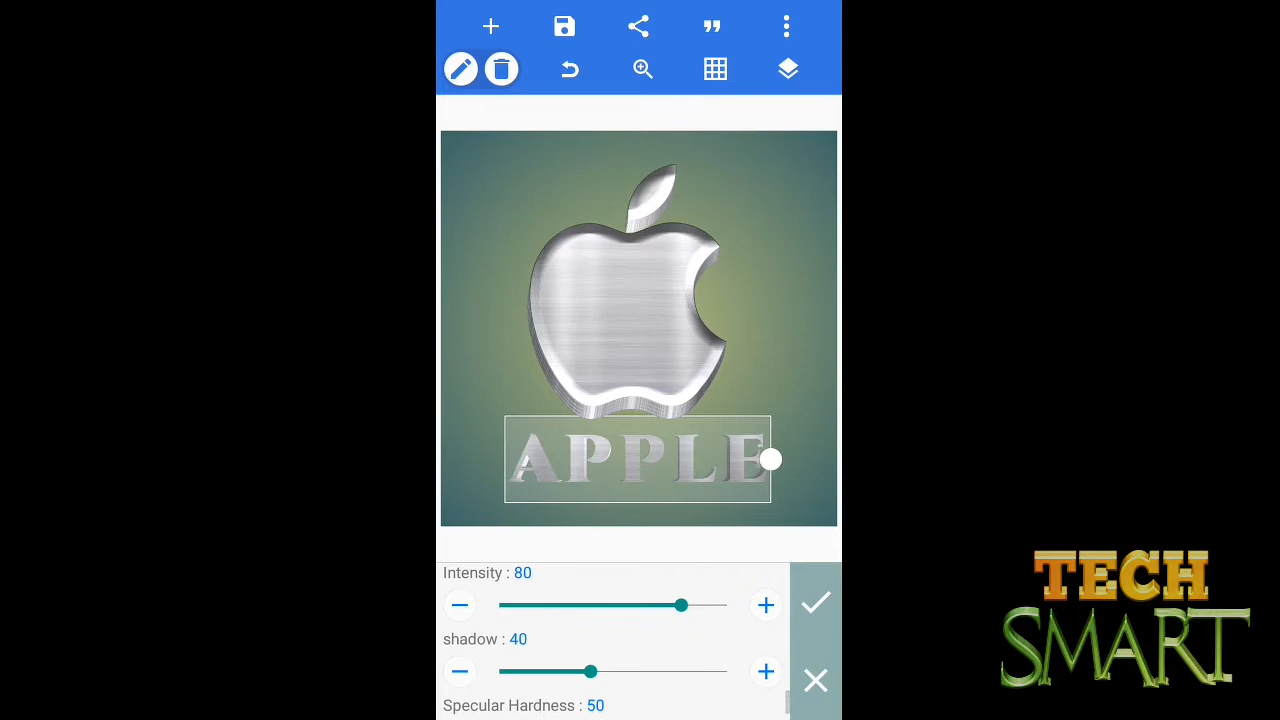 APPLE
Intensity : 80
shadow : 40
Specular Hardness : 50
TECH
SMART